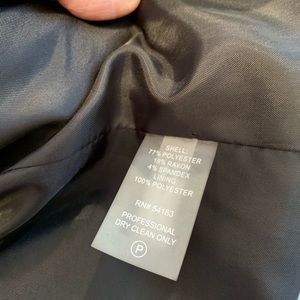 SHELL:
77% POLYESTER
19% RAYON
4% SPANDEX
LINING
100% POLYESTER
RN# 54163
PROFESSIONAL
DRY CLEAN ONLY
P